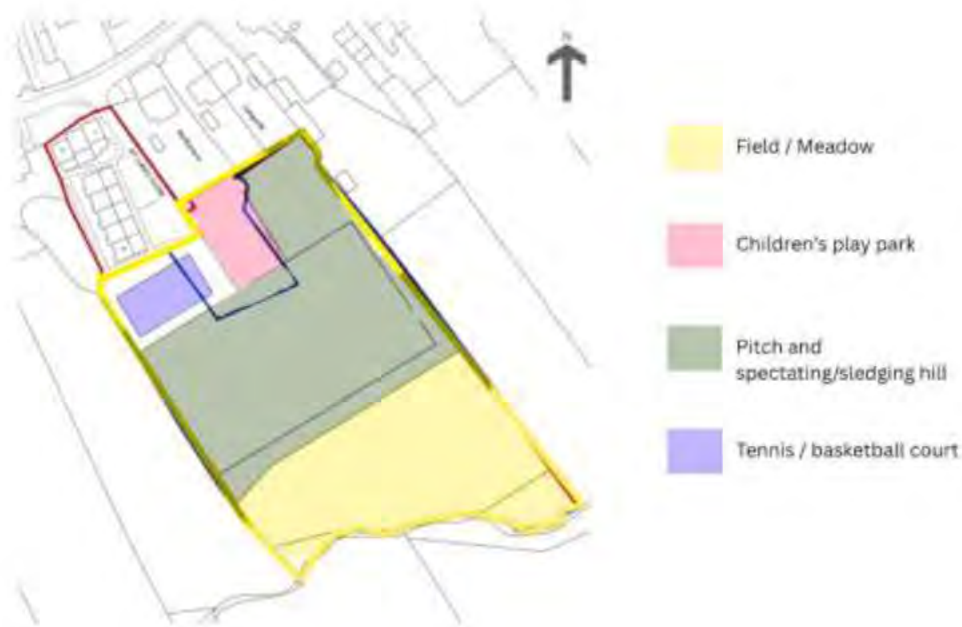 N
Field / Meadow
Children's play park
Pitch and
spectating/sledging hill
Tennis / basketball court